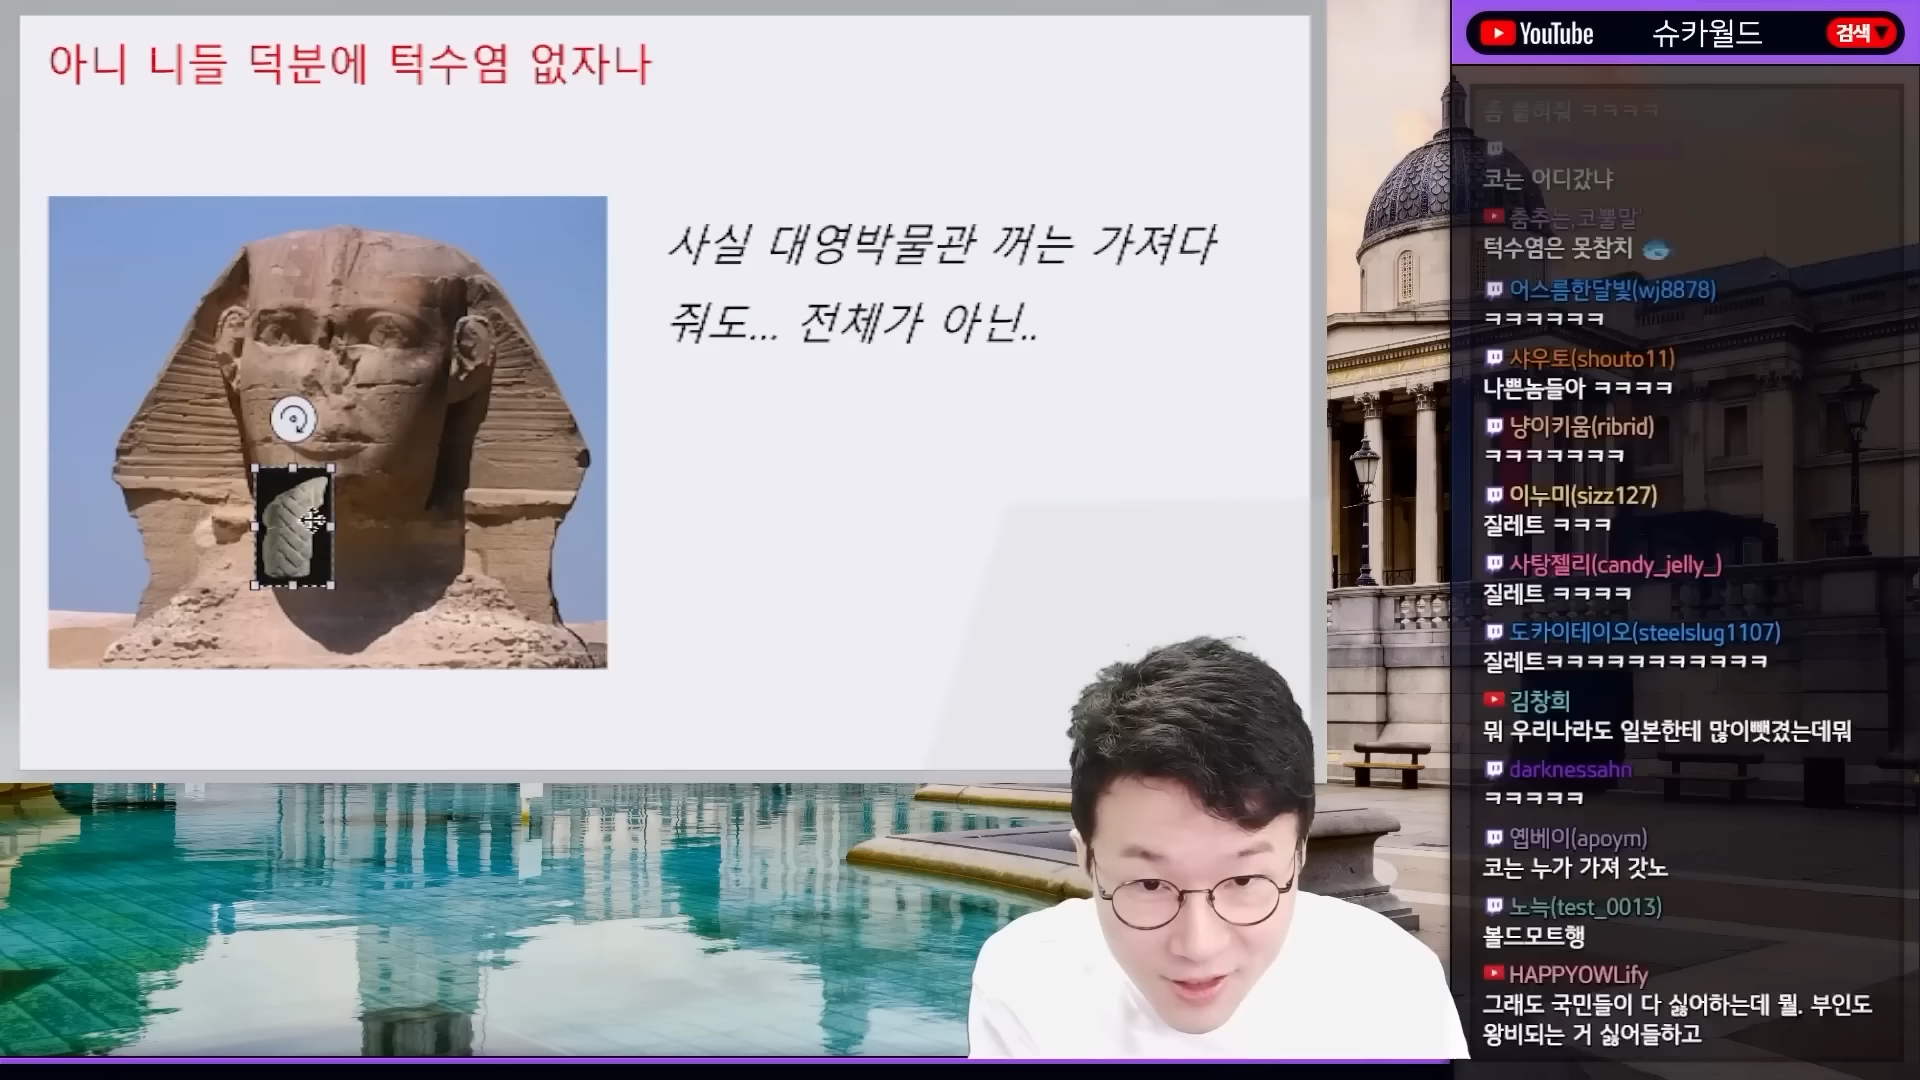 아니 니들 덕분에 턱수염 없자나
사실 대영박물관 꺼는 가져다
줘도... 전체가 아닌..
YouTube 슈카월드 검색
좀 붙여줘 ㅋㅋㅋㅋ
코는 어디갔냐
춤추는,코뿔말'
턱수염은 못참치
어스름한달빛(wj8878)
ㅋㅋㅋㅋㅋㅋ
샤우토(shouto11)
나쁜놈들아 ㅋㅋㅋㅋ
냥이키움(ribrid)
ㅋㅋㅋㅋㅋㅋㅋ
이누미(sizz127)
질레트 ㅋㅋㅋ
사탕젤리(candy_jelly_)
질레트 ㅋㅋㅋㅋ
도카이테이오(steelslug1107)
질레트ㅋㅋㅋㅋㅋㅋㅋㅋㅋㅋㅋ
김창희
뭐 우리나라도 일본한테 많이뺏겼는데뭐
darknessahn
ㅋㅋㅋㅋㅋ
옙베이(apoym)
코는 누가 가져 갓노
노늑(test_0013)
볼드모트행
HAPPYOWLify
그래도 국민들이 다 싫어하는데 뭘. 부인도
왕비되는 거 싫어들하고